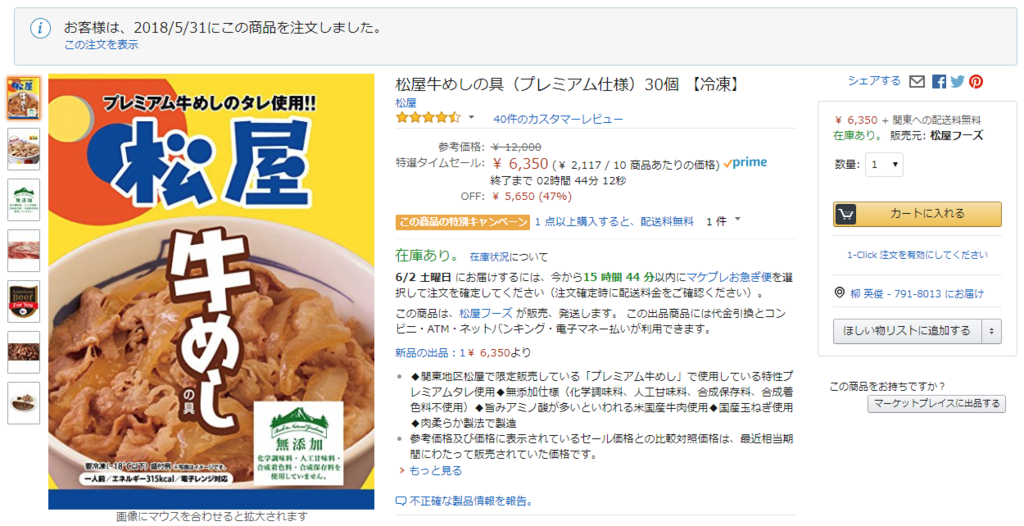 お客様は、2018/5/31にこの商品を注文しました。
この注文を表示
プレミアム牛めしのタレ使用!!
松屋
牛めし
の具
無添加
化学調味料・人工甘味料・
合成着色料・合成保存料を
使用していません。
要冷凍(-18℃以下) 盛付例 ※写真はイメージです。
一人前/エネルギー315kcal/電子レンジ対応
画像にマウスを合わせると拡大されます
松屋牛めしの具（プレミアム仕様）30個 【冷凍】
松屋
40件のカスタマーレビュー
参考価格: ￥ 12,000
特選タイムセール: ￥ 6,350 (￥ 2,117 / 10 商品あたりの価格) prime
終了まで 02時間 44分 12秒
OFF: ￥ 5,650 (47%)
この商品の特別キャンペーン 1 点以上購入すると、配送料無料 1 件
在庫あり。 在庫状況について
6/2 土曜日 にお届けするには、今から15 時間 44 分以内にマケプレお急ぎ便を選
択して注文を確定してください（注文確定時に配送料金をご確認ください）。
この商品は、松屋フーズ が販売、発送します。 この出品商品には代金引換とコン
ビニ・ATM・ネットバンキング・電子マネー払いが利用できます。
新品の出品：1￥ 6,350より
◆関東地区松屋で限定販売している「プレミアム牛めし」で使用している特性プ
レミアムタレ使用◆無添加仕様（化学調味料、人工甘味料、合成保存料、合成着
色料不使用）◆旨みアミノ酸が多いといわれる米国産牛肉使用◆国産玉ねぎ使用
◆肉柔らか製法で製造
参考価格及び価格に表示されているセール価格との比較対照価格は、最近相当期
間にわたって販売されていた価格です。
もっと見る
不正確な製品情報を報告。
シェアする
￥ 6,350 + 関東への配送料無料
在庫あり。 販売元: 松屋フーズ
数量: 1
カートに入れる
1-Click 注文を有効にしてください
柳 英俊 - 791-8013 にお届け
ほしい物リストに追加する
この商品をお持ちですか？
マーケットプレイスに出品する